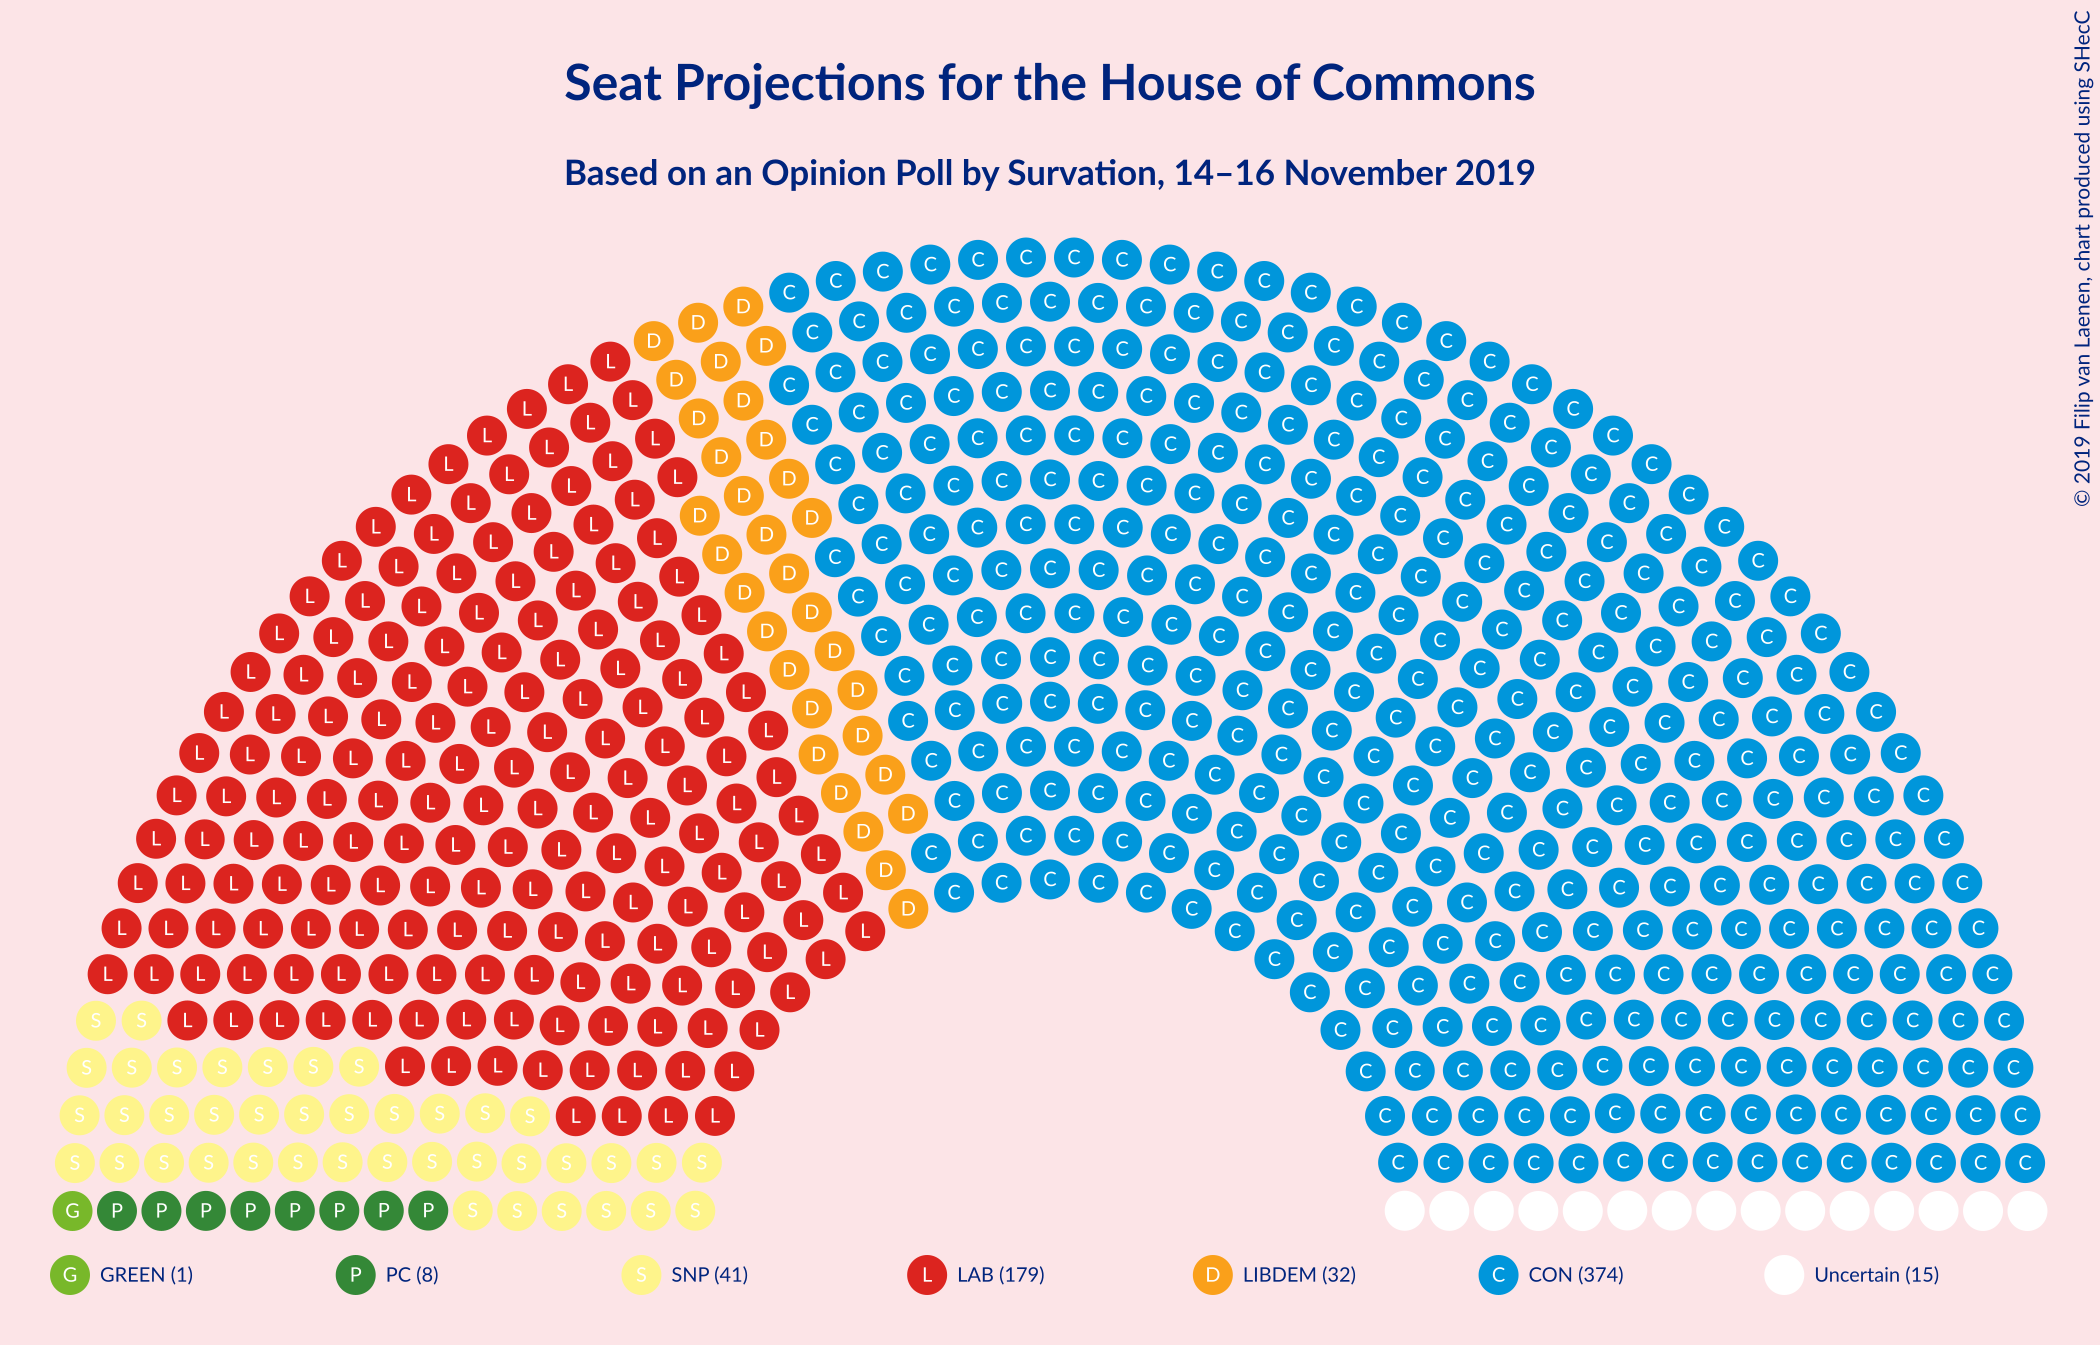 Seat Projections for the House of Commons
Based on an Opinion Poll by Survation, 14–16 November 2019
© 2019 Filip van Laenen, chart produced using SHecC
G GREEN (1)
P PC (8)
S SNP (41)
L LAB (179)
D LIBDEM (32)
C CON (374)
Uncertain (15)